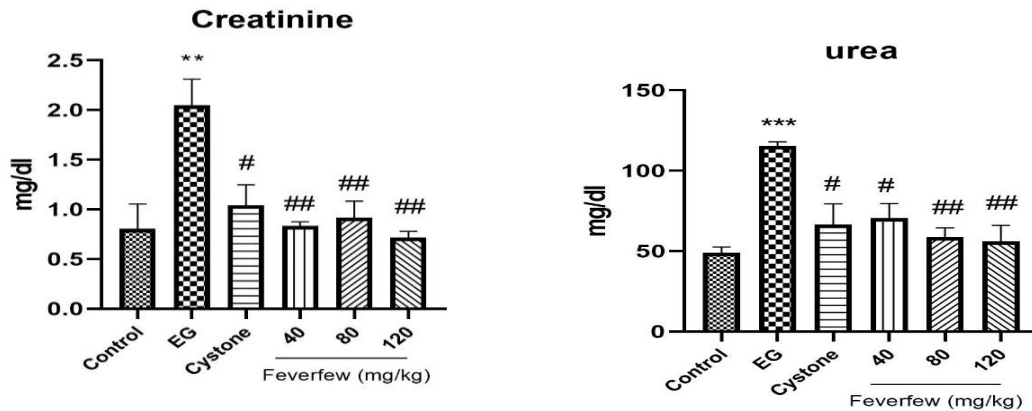 Creatinine
mg/dl
2.5
2.0
1.5
1.0
0.5
0.0
**
#
##
##
##
Control
EG
Cystone
40
80
120
Feverfew (mg/kg)
urea
mg/dl
150
100
50
0
***
#
#
##
##
Control
EG
Cystone
40
80
120
Feverfew (mg/kg)